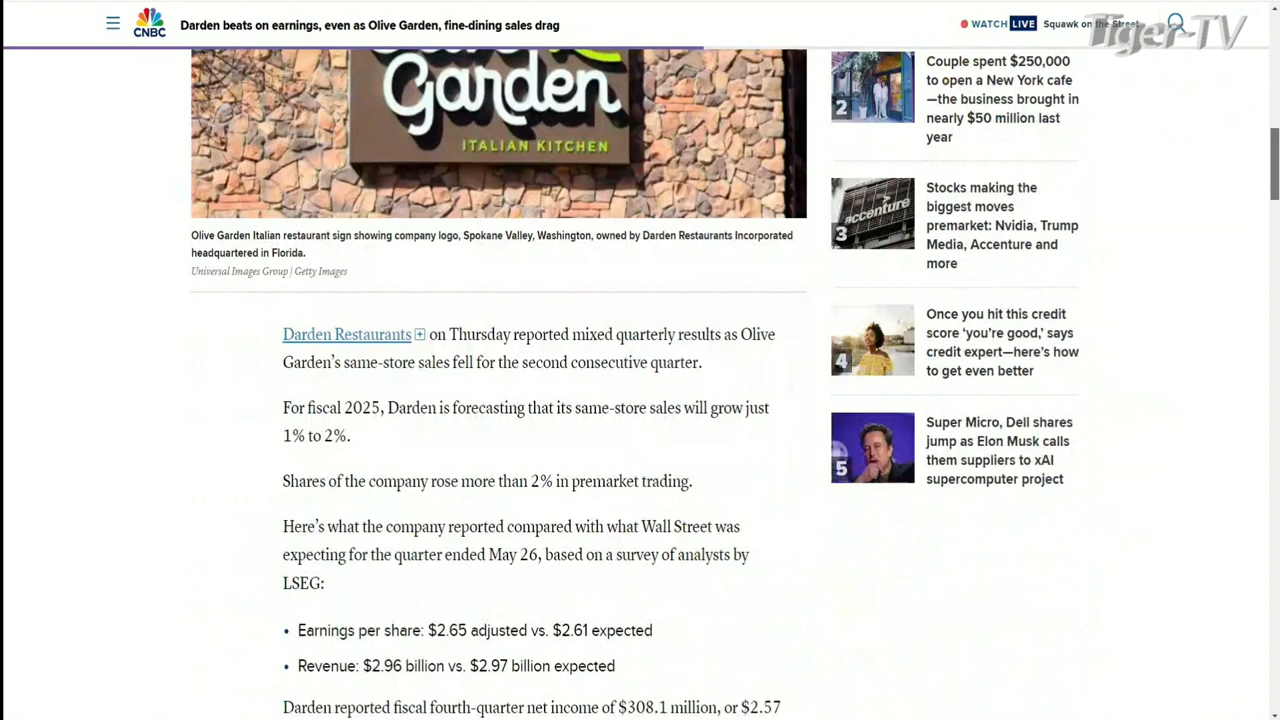 CNBC
Darden beats on earnings, even as Olive Garden, fine-dining sales drag
WATCH LIVE
Squawk on the Street
Tiger-TV
Garden
ITALIAN KITCHEN
Olive Garden Italian restaurant sign showing company logo, Spokane Valley, Washington, owned by Darden Restaurants Incorporated
headquartered in Florida.
Universal Images Group | Getty Images
Darden Restaurants on Thursday reported mixed quarterly results as Olive
Garden’s same-store sales fell for the second consecutive quarter.
For fiscal 2025, Darden is forecasting that its same-store sales will grow just
1% to 2%.
Shares of the company rose more than 2% in premarket trading.
Here’s what the company reported compared with what Wall Street was
expecting for the quarter ended May 26, based on a survey of analysts by
LSEG:
• Earnings per share: $2.65 adjusted vs. $2.61 expected
• Revenue: $2.96 billion vs. $2.97 billion expected
Darden reported fiscal fourth-quarter net income of $308.1 million, or $2.57
2
Couple spent $250,000
to open a New York cafe
—the business brought in
nearly $50 million last
year
accenture
3
Stocks making the
biggest moves
premarket: Nvidia, Trump
Media, Accenture and
more
4
Once you hit this credit
score ‘you’re good,’ says
credit expert—here’s how
to get even better
5
Super Micro, Dell shares
jump as Elon Musk calls
them suppliers to xAI
supercomputer project